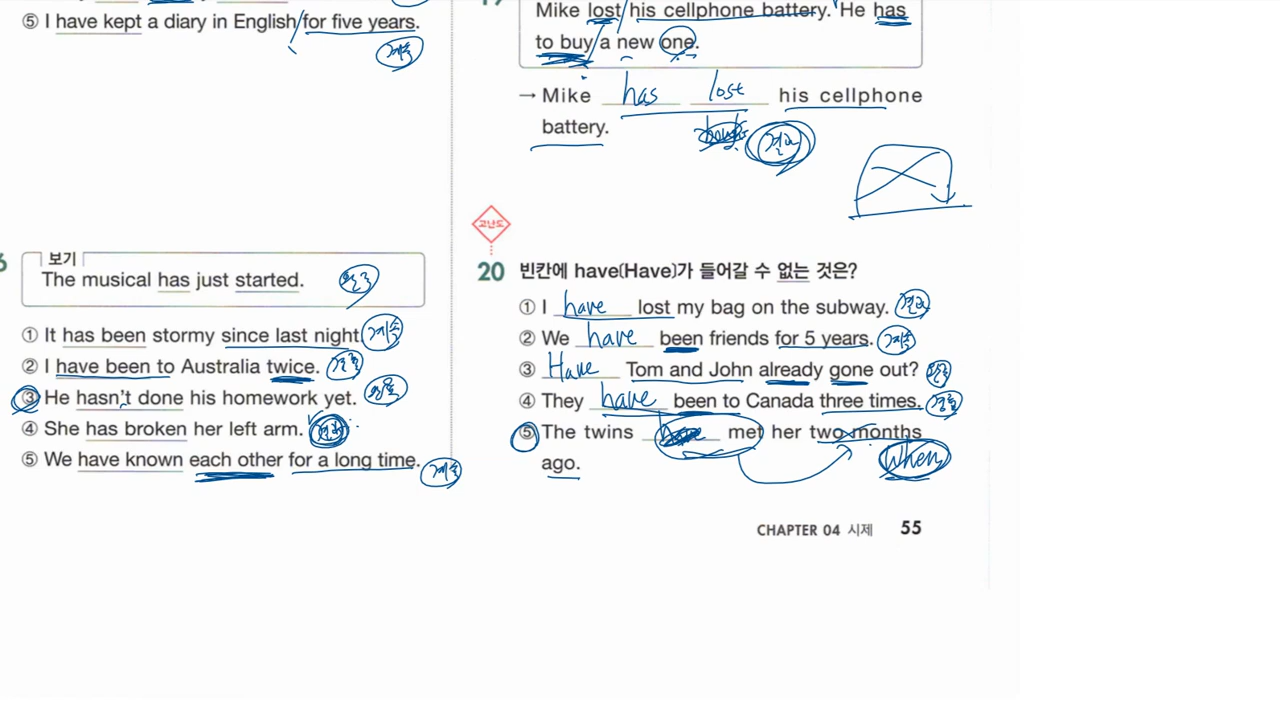 ⑤ I have kept a diary in English/for five years.
계속
Mike lost his cellphone battery. He has
to buy a new one.
→ Mike has lost his cellphone
battery.
결과
6
보기
The musical has just started. 완료
① It has been stormy since last night. 계속
② I have been to Australia twice. 경험
③ He hasn't done his homework yet. 완료
④ She has broken her left arm.
⑤ We have known each other for a long time. 계속
고난도
20 빈칸에 have(Have)가 들어갈 수 없는 것은?
① I have lost my bag on the subway. 결과
② We have been friends for 5 years. 계속
③ Have Tom and John already gone out? 완료
④ They have been to Canada three times. 경험
⑤ The twins met her two months
ago. When
CHAPTER 04 시제 55